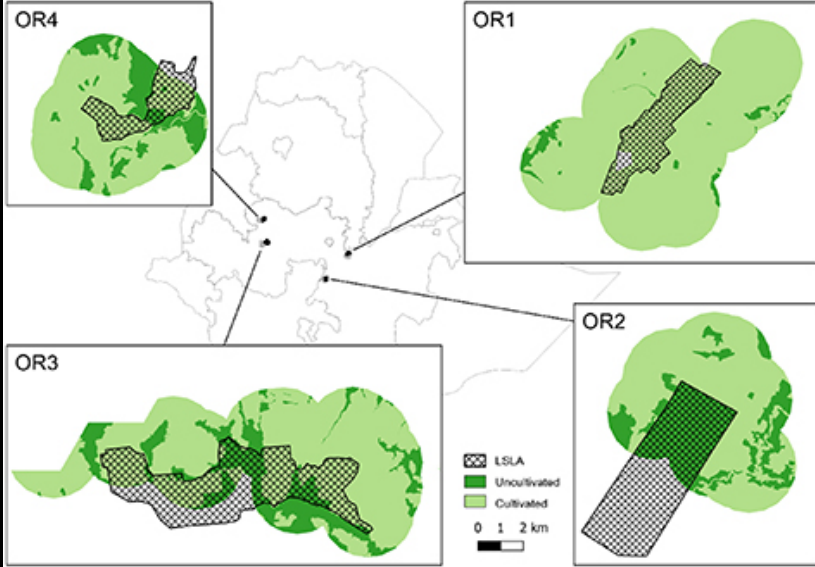 OR4
OR1
OR2
OR3
LSLA
Uncultivated
Cultivated
0 1 2 km